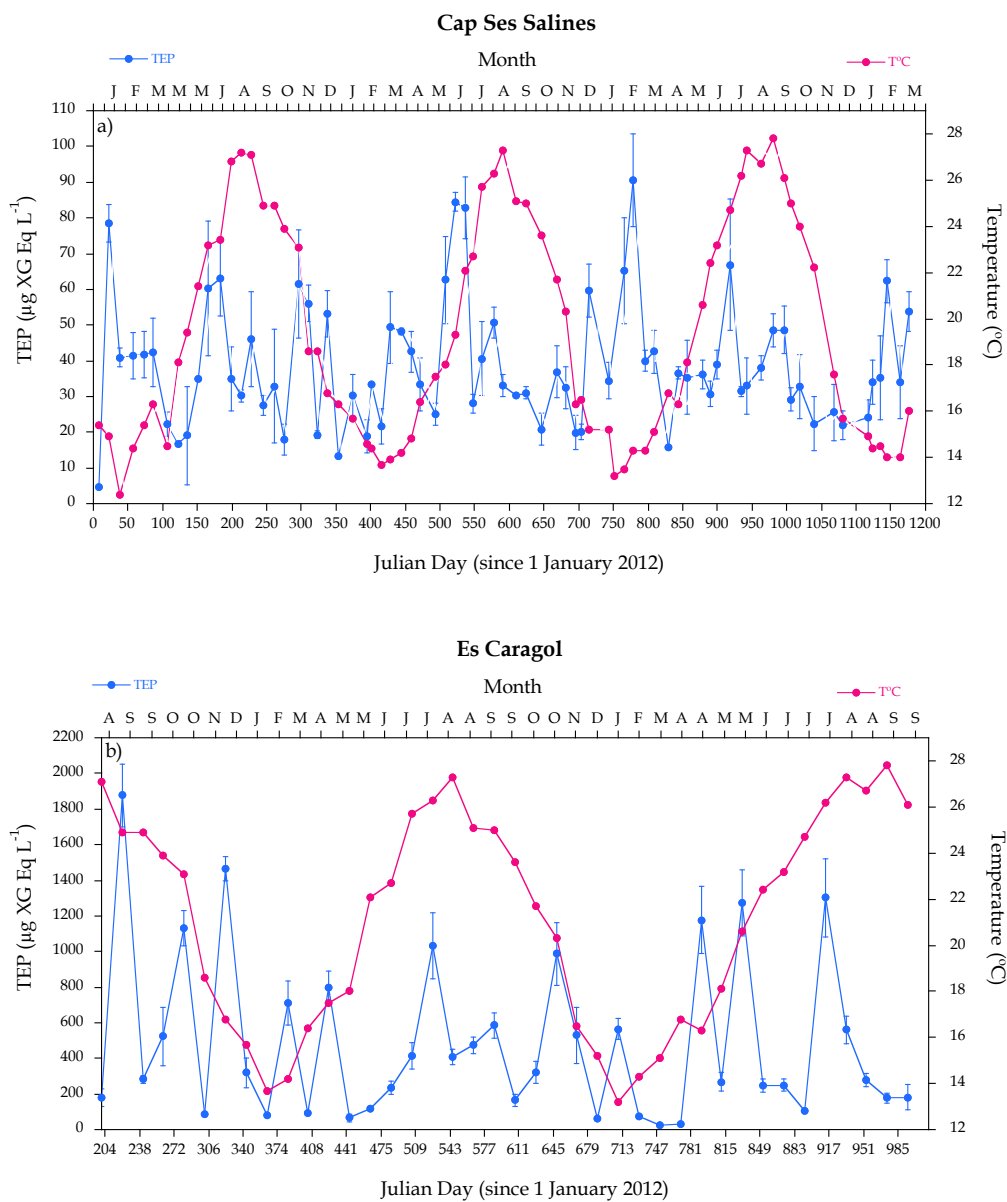 Cap Ses Salines
TEP Month TºC
J F M M M J A S O N D J F M A M J J A S O N D J F M A M J J A S O N D J F M
110 28
100 26
90 24
80 22
70 20
60 18
50 16
40 14
30 12
20
10
0
a)
TEP (µg XG Eq L⁻¹)
Temperature (ºC)
0 50 100 150 200 250 300 350 400 450 500 550 600 650 700 750 800 850 900 950 1000 1050 1100 1150 1200
Julian Day (since 1 January 2012)
Es Caragol
TEP Month TºC
A S S O O N D J F M A M M J J J A S S O O N D J F M A A M M J J J A A S S
2200 28
2000 26
1800 24
1600 22
1400 20
1200 18
1000 16
800 14
600 12
400
200
0
b)
TEP (µg XG Eq L⁻¹)
Temperature (ºC)
204 238 272 306 340 374 408 441 475 509 543 577 611 645 679 713 747 781 815 849 883 917 951 985
Julian Day (since 1 January 2012)